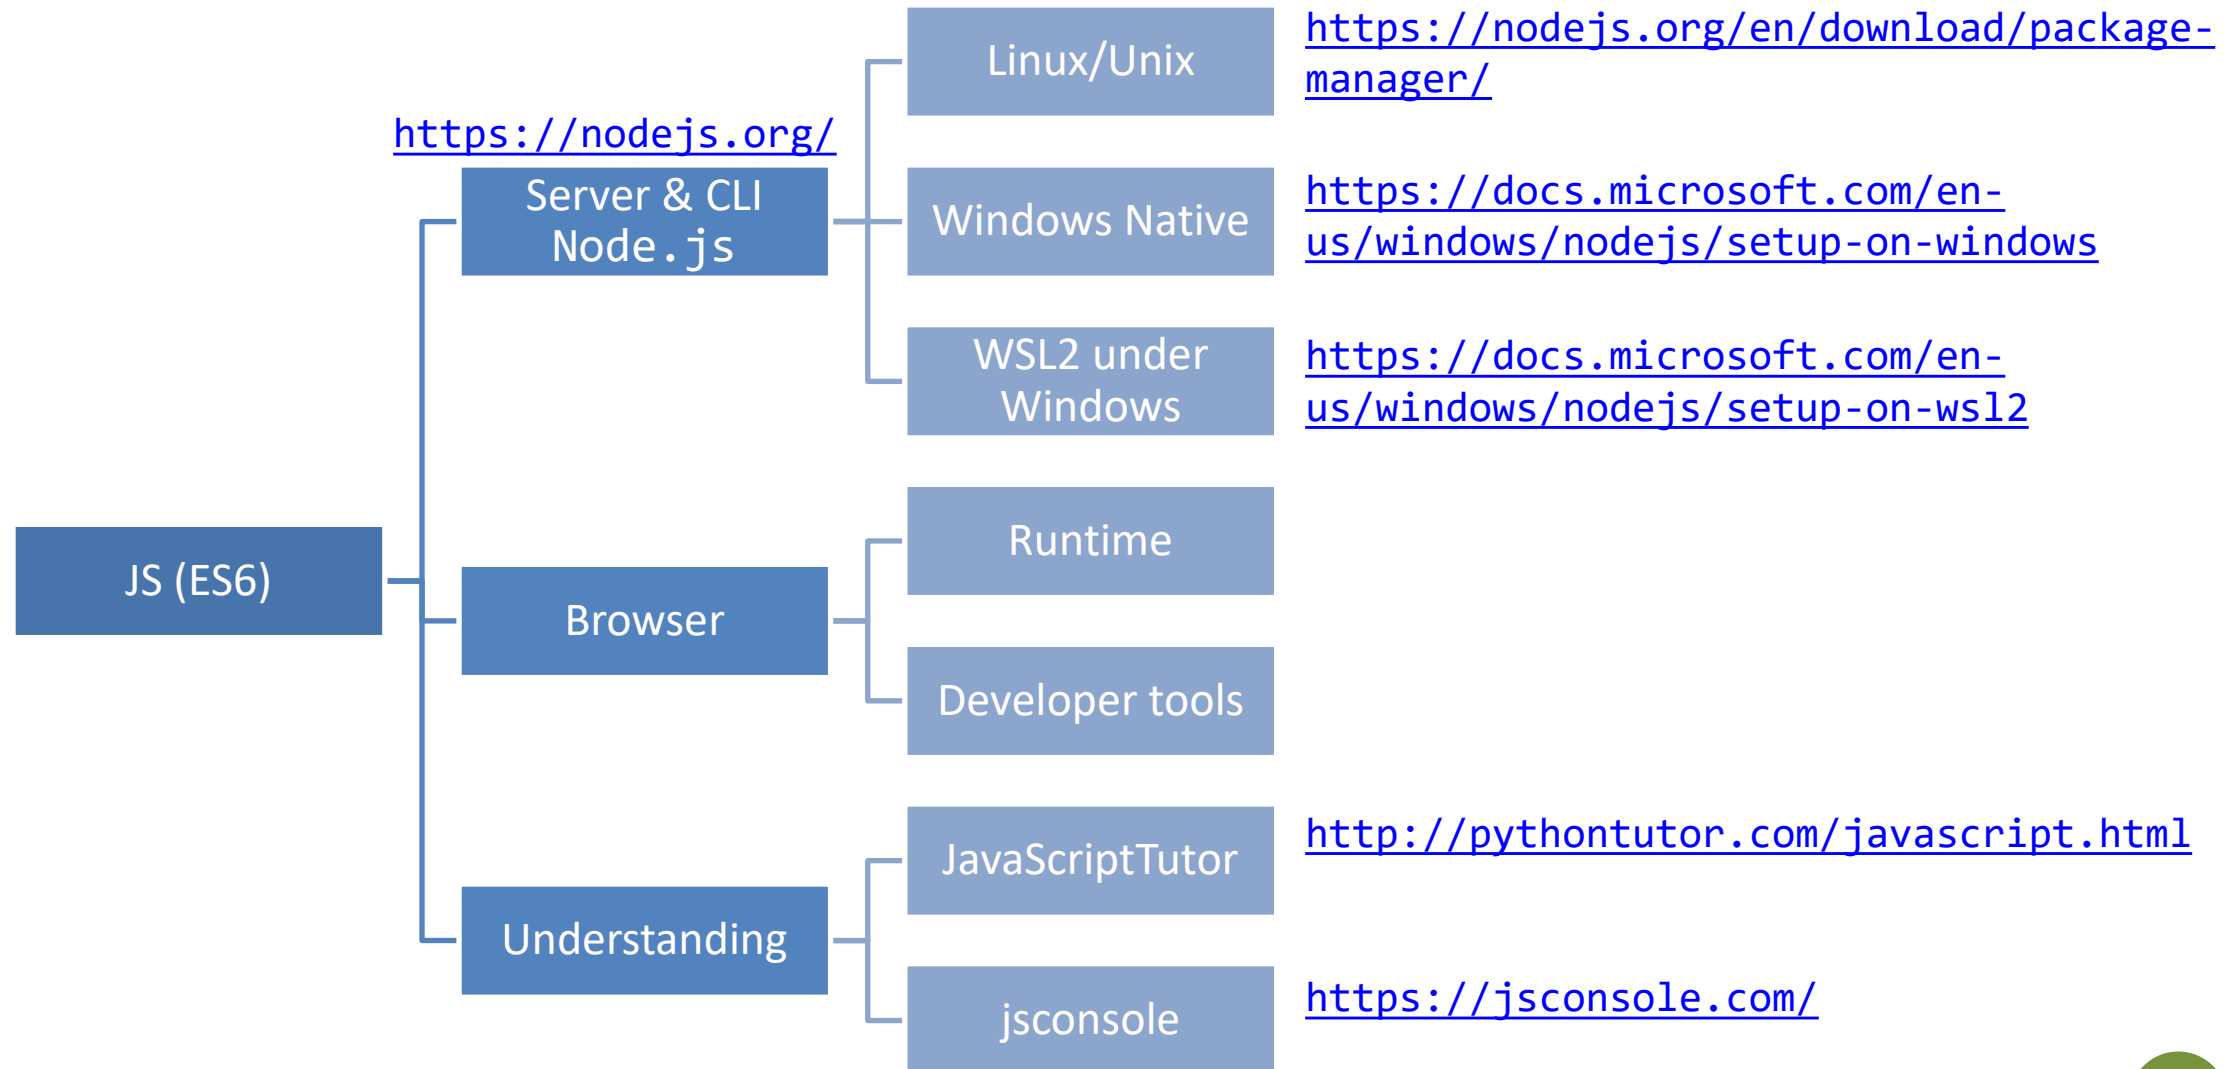 Linux/Unix
https://nodejs.org/en/download/package-
manager/
https://nodejs.org/
Server & CLI
Node.js
Windows Native
https://docs.microsoft.com/en-
us/windows/nodejs/setup-on-windows
WSL2 under
Windows
https://docs.microsoft.com/en-
us/windows/nodejs/setup-on-wsl2
JS (ES6)
Browser
Runtime
Developer tools
Understanding
JavaScriptTutor
http://pythontutor.com/javascript.html
jsconsole
https://jsconsole.com/